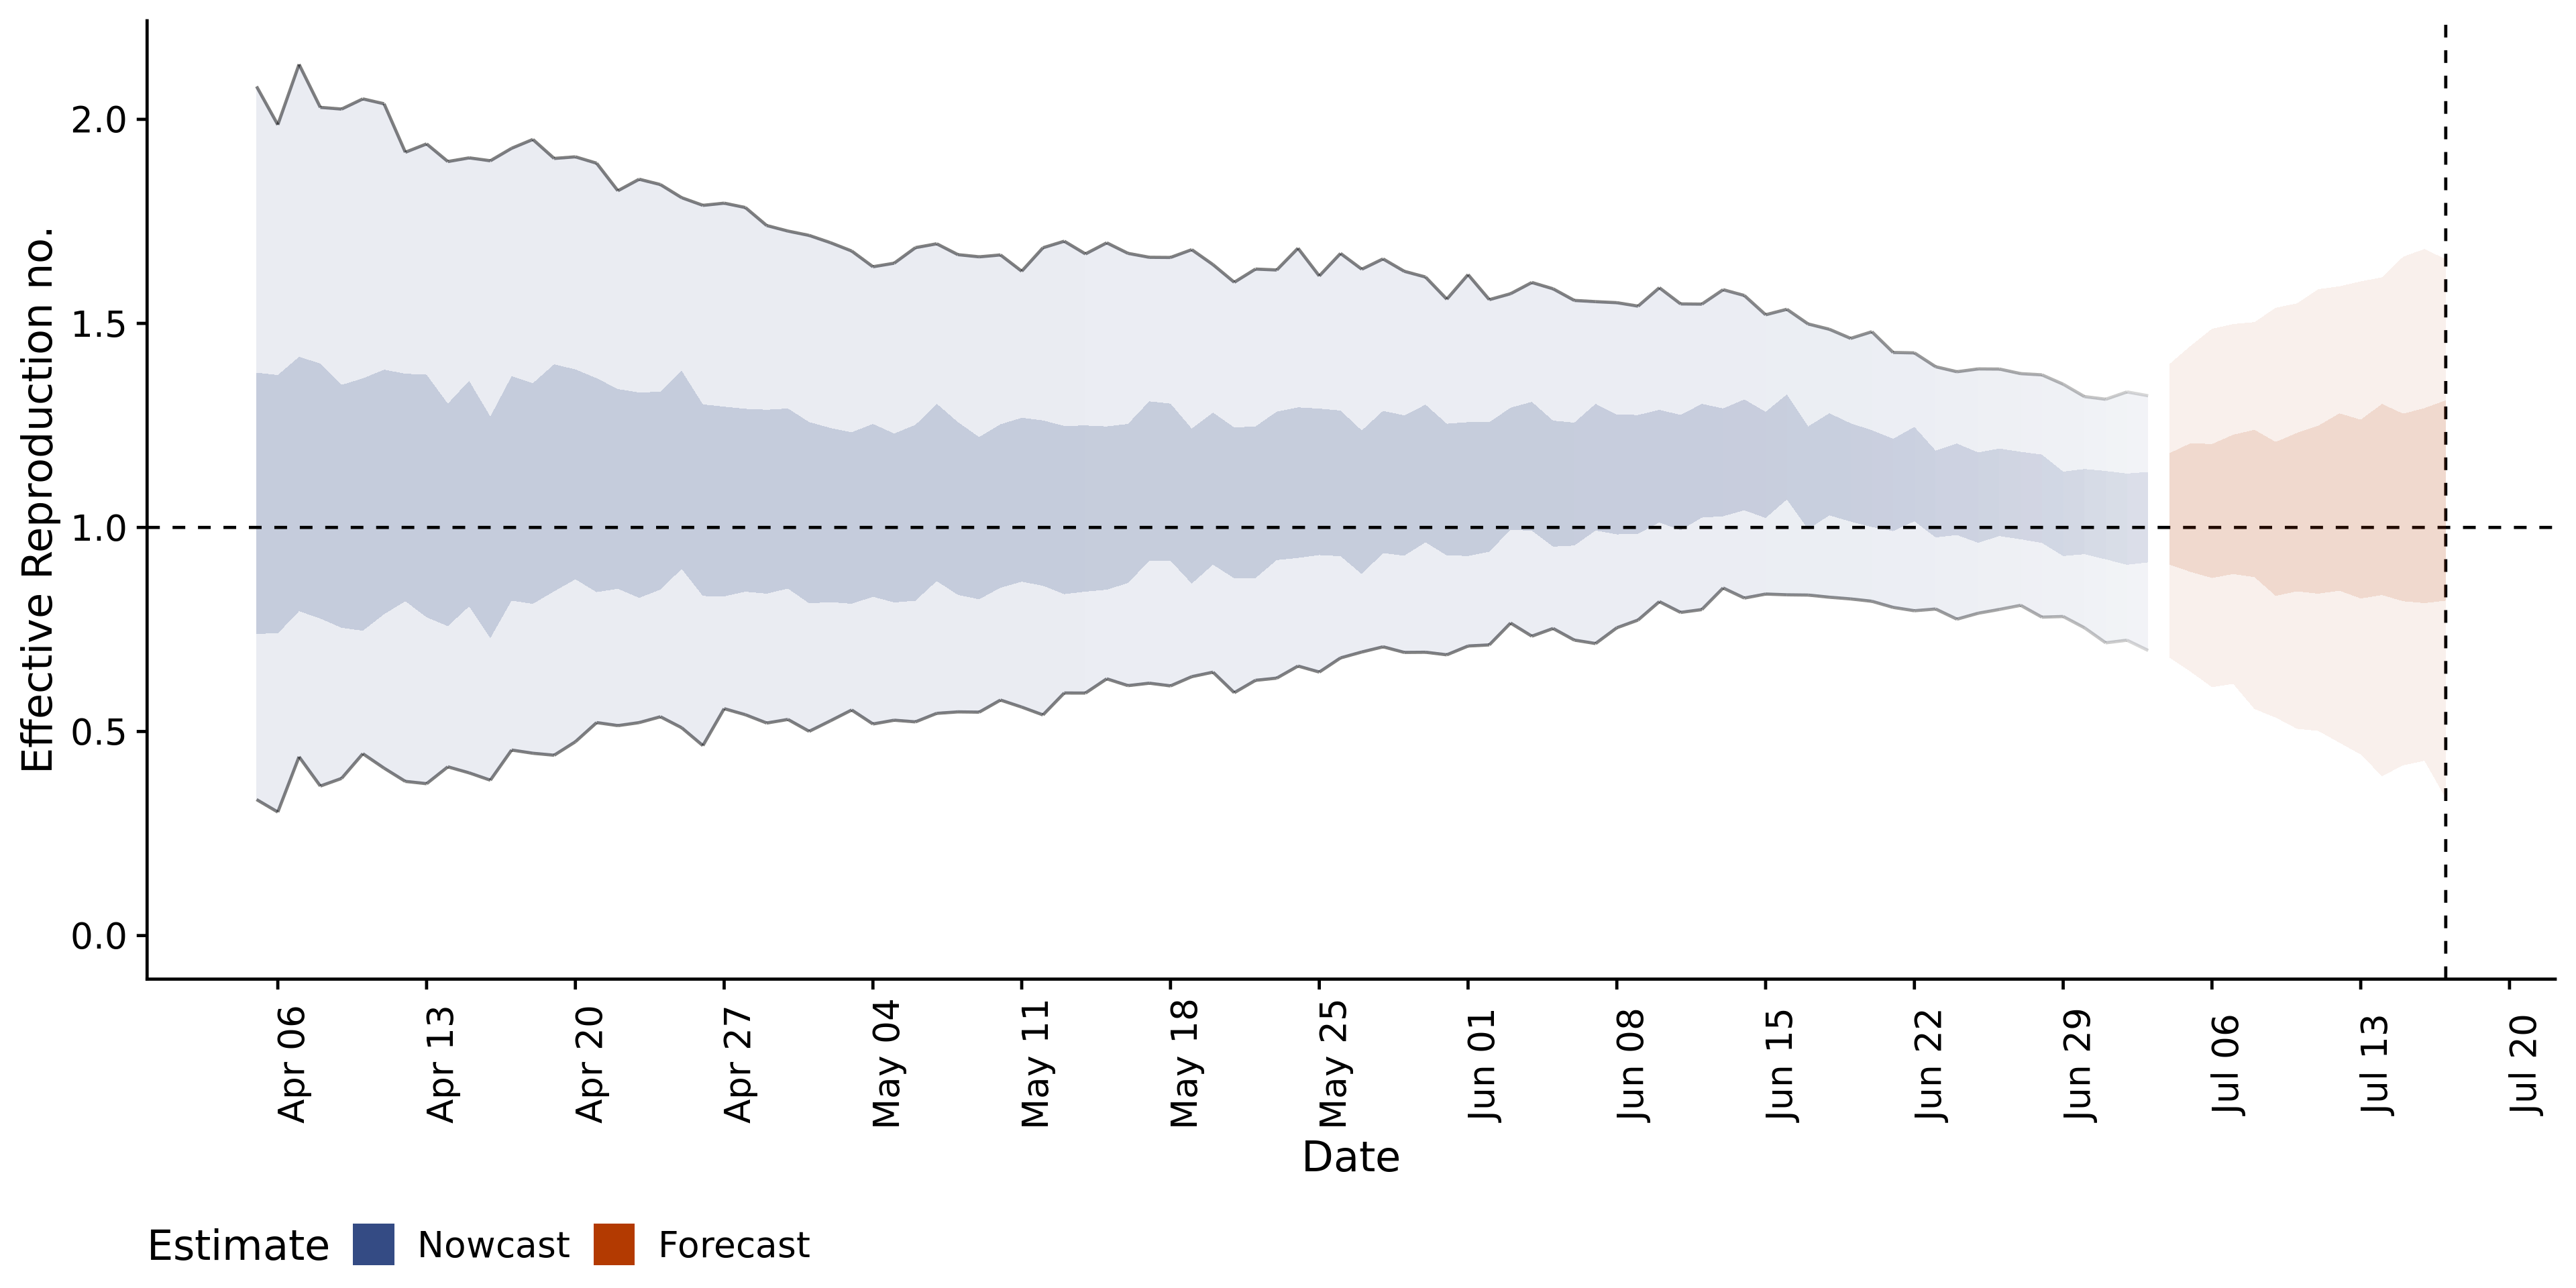 Effective Reproduction no.
2.0
1.5
1.0
0.5
0.0
Apr 06
Apr 13
Apr 20
Apr 27
May 04
May 11
May 18
May 25
Jun 01
Jun 08
Jun 15
Jun 22
Jun 29
Jul 06
Jul 13
Jul 20
Date
Estimate Nowcast Forecast